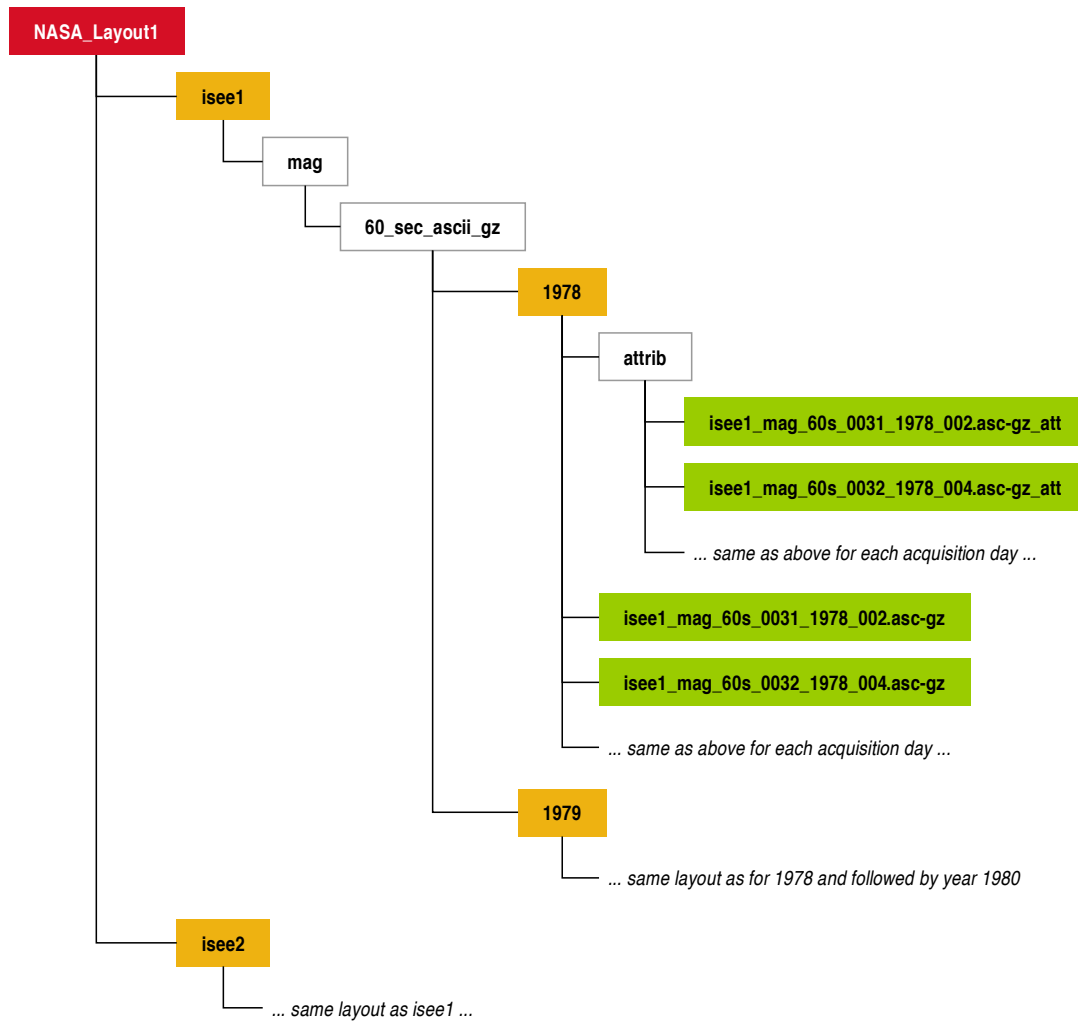 NASA_Layout1
isee1
mag
60_sec_ascii_gz
1978
attrib
isee1_mag_60s_0031_1978_002.asc-gz_att
isee1_mag_60s_0032_1978_004.asc-gz_att
... same as above for each acquisition day ...
isee1_mag_60s_0031_1978_002.asc-gz
isee1_mag_60s_0032_1978_004.asc-gz
... same as above for each acquisition day ...
1979
... same layout as for 1978 and followed by year 1980
isee2
... same layout as isee1 ...